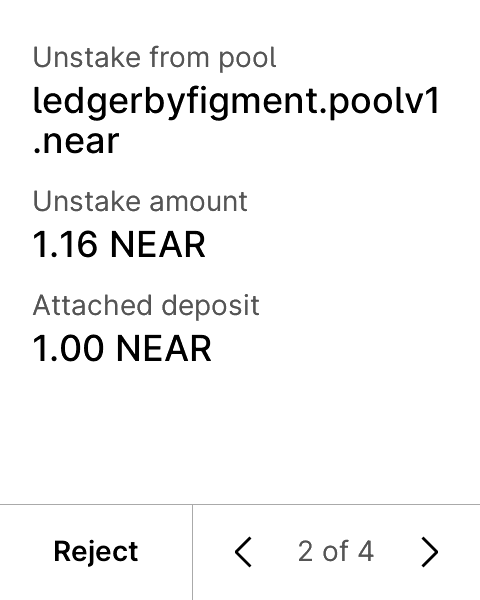 Unstake from pool
ledgerbyfigment.poolv1
.near
Unstake amount
1.16 NEAR
Attached deposit
1.00 NEAR
Reject
2 of 4